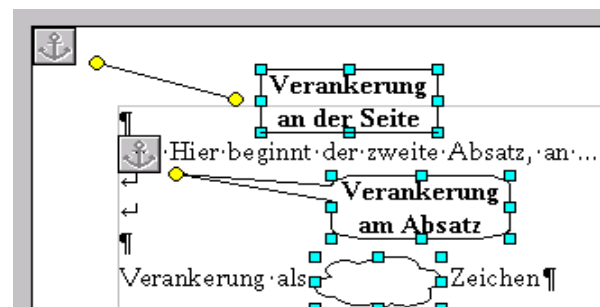 Verankerung
an der Seite
¶
·Hier·beginnt·der·zweite·Absatz,·an·...
↵
Verankerung
↵
am Absatz
¶
Verankerung·als Zeichen¶